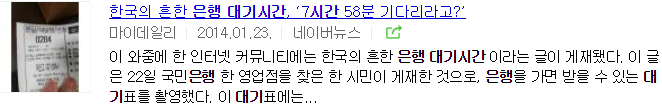 한국의 흔한 은행 대기시간, '7시간 58분 기다리라고?'
마이데일리 2014.01.23. 네이버뉴스
이 와중에 한 인터넷 커뮤니티에는 한국의 흔한 은행 대기시간 이라는 글이 게재됐다. 이 글
은 22일 국민은행 한 영업점을 찾은 한 시민이 게재한 것으로, 은행을 가면 받을 수 있는 대
기표를 촬영했다. 이 대기표에는...
0284